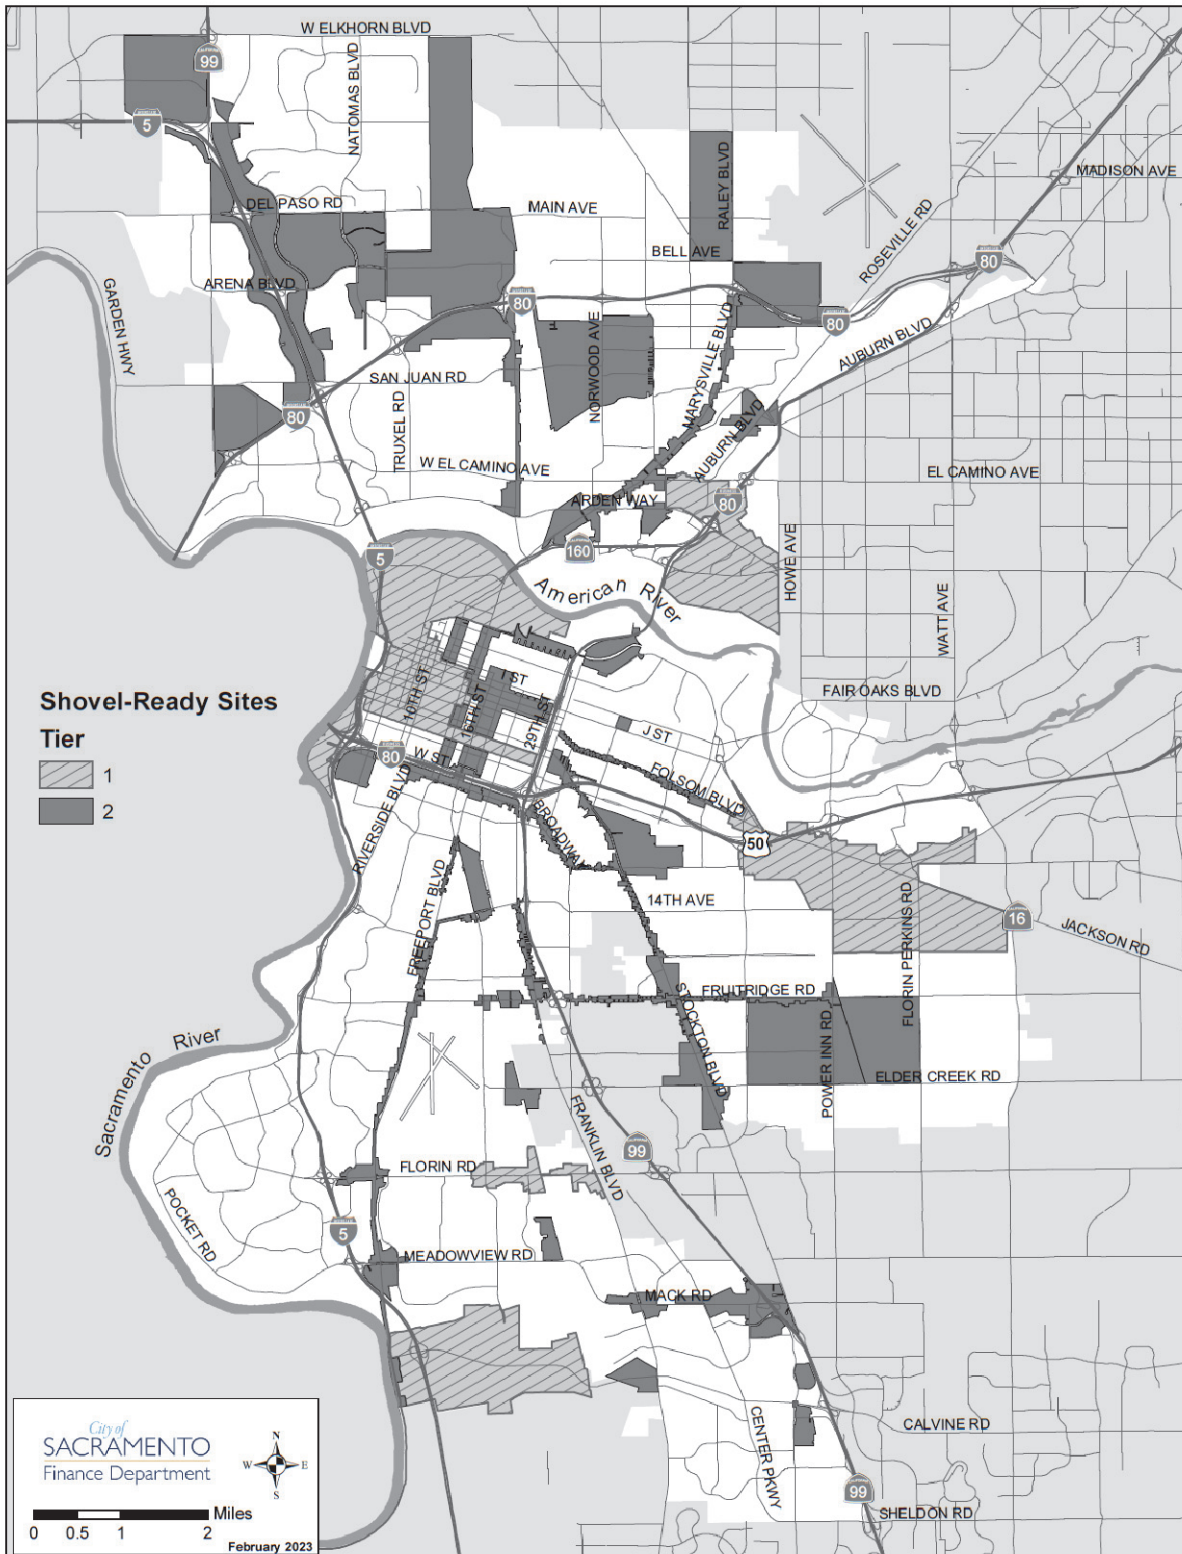 W ELKHORN BLVD
99
NATOMAS BLVD
5
RALEY BLVD
MADISON AVE
DEL PASO RD
MAIN AVE
ROSEVILLE RD
BELL AVE
80
ARENA BLVD
GARDEN HWY
80
80
NORWOOD AVE
MARYSVILLE BLVD
AUBURN BLVD
SAN JUAN RD
80
TRUXEL RD
AUBURN BLVD
W EL CAMINO AVE
EL CAMINO AVE
ARDEN WAY
80
160
5
HOWE AVE
American River
WATT AVE
Shovel-Ready Sites
Tier
1
2
FAIR OAKS BLVD
I ST
10TH ST
16TH ST
29TH ST
J ST
80
W ST
FOLSOM BLVD
RIVERSIDE BLVD
BROADWAY
50
FREEPORT BLVD
14TH AVE
FLORIN PERKINS RD
16
JACKSON RD
FRUITRIDGE RD
STOCKTON BLVD
Sacramento River
POWER INN RD
ELDER CREEK RD
FRANKLIN BLVD
99
FLORIN RD
POCKET RD
5
MEADOWVIEW RD
MACK RD
CENTER PKWY
CALVINE RD
99
SHELDON RD
City of
SACRAMENTO
Finance Department
N
W
E
S
Miles
0 0.5 1 2
February 2023